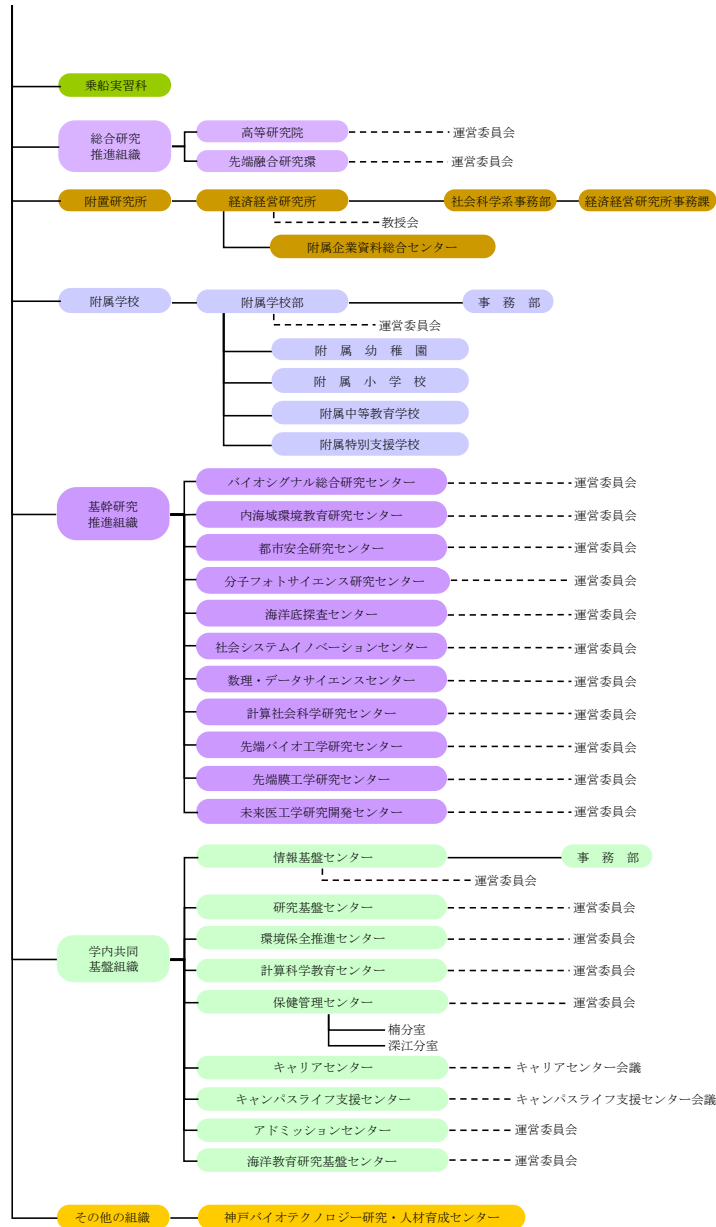 乗船実習科
総合研究
推進組織
高等研究院
運営委員会
先端融合研究環
運営委員会
附置研究所
経済経営研究所
社会科学系事務部
経済経営研究所事務課
教授会
附属企業資料総合センター
附属学校
附属学校部
事　務　部
運営委員会
附　属　幼　稚　園
附　属　小　学　校
附属中等教育学校
附属特別支援学校
基幹研究
推進組織
バイオシグナル総合研究センター
運営委員会
内海域環境教育研究センター
運営委員会
都市安全研究センター
運営委員会
分子フォトサイエンス研究センター
運営委員会
海洋底探査センター
運営委員会
社会システムイノベーションセンター
運営委員会
数理・データサイエンスセンター
運営委員会
計算社会科学研究センター
運営委員会
先端バイオ工学研究センター
運営委員会
先端膜工学研究センター
運営委員会
未来医工学研究開発センター
運営委員会
学内共同
基盤組織
情報基盤センター
事　務　部
運営委員会
研究基盤センター
運営委員会
環境保全推進センター
運営委員会
計算科学教育センター
運営委員会
保健管理センター
運営委員会
楠分室
深江分室
キャリアセンター
キャリアセンター会議
キャンパスライフ支援センター
キャンパスライフ支援センター会議
アドミッションセンター
運営委員会
海洋教育研究基盤センター
運営委員会
その他の組織
神戸バイオテクノロジー研究・人材育成センター